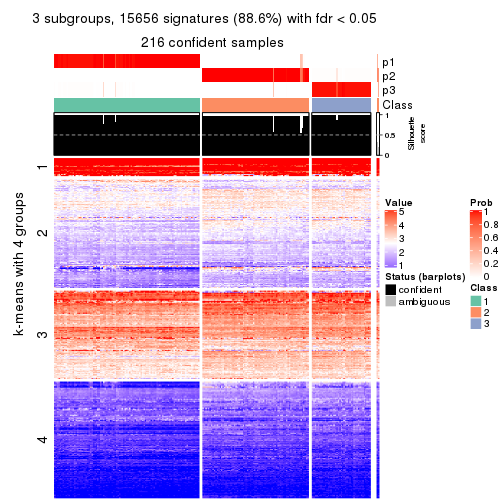 3 subgroups, 15656 signatures (88.6%) with fdr < 0.05
216 confident samples
p1
p2
p3
Class
1
0.5
0
Silhouette
score
k-means with 4 groups
1
2
3
4
Value
5
4
3
2
1
Status (barplots)
confident
ambiguous
Prob
1
0.8
0.6
0.4
0.2
0
Class
1
2
3